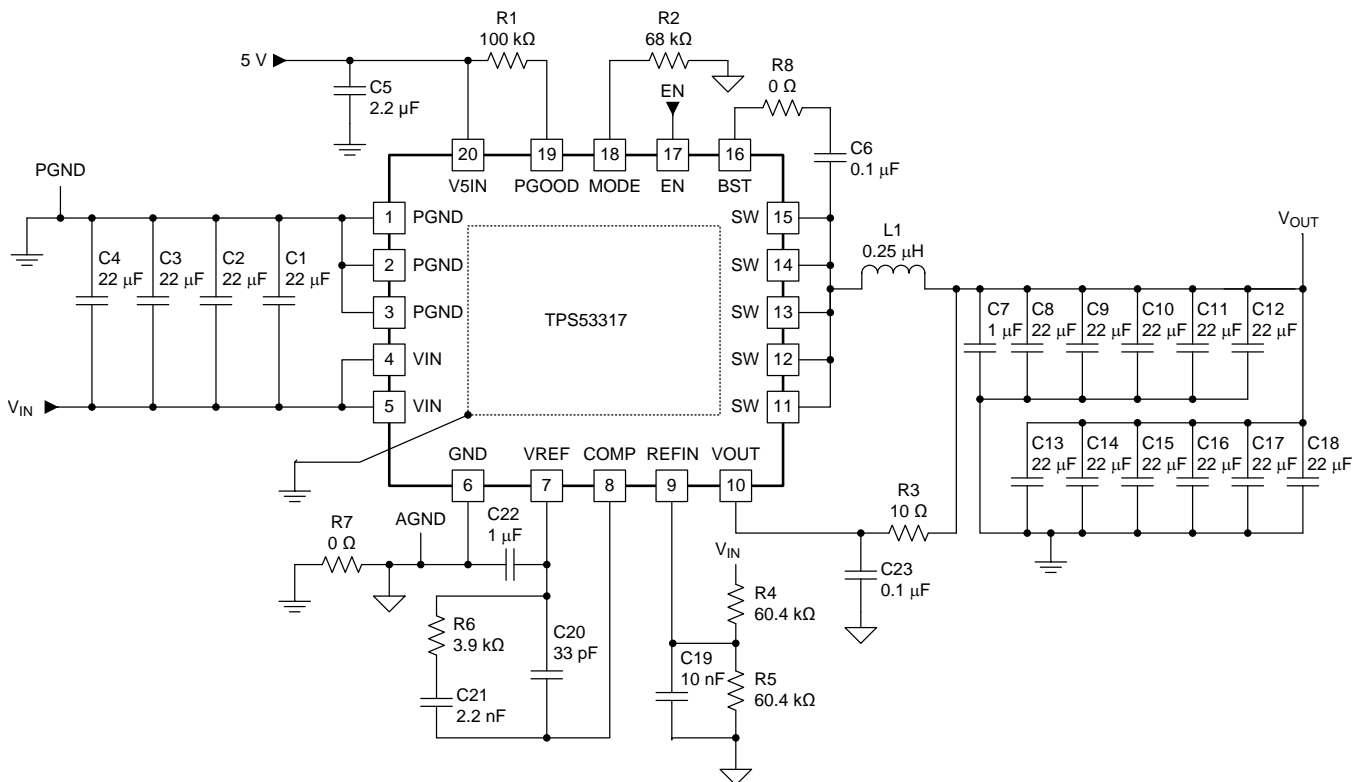 R1
100 kΩ
R2
68 kΩ
5 V
R8
0 Ω
C5
2.2 µF
EN
C6
0.1 µF
20
19
18
17
16
V5IN
PGOOD
MODE
EN
BST
PGND
1
PGND
2
PGND
3
PGND
4
VIN
5
VIN
C4
22 µF
C3
22 µF
C2
22 µF
C1
22 µF
VIN
TPS53317
SW
15
SW
14
SW
13
SW
12
SW
11
L1
0.25 µH
VOUT
C7
1 µF
C8
22 µF
C9
22 µF
C10
22 µF
C11
22 µF
C12
22 µF
C13
22 µF
C14
22 µF
C15
22 µF
C16
22 µF
C17
22 µF
C18
22 µF
GND
VREF
COMP
REFIN
VOUT
6
7
8
9
10
R7
0 Ω
AGND
C22
1 µF
R3
10 Ω
C23
0.1 µF
VIN
R4
60.4 kΩ
R6
3.9 kΩ
C20
33 pF
C19
10 nF
R5
60.4 kΩ
C21
2.2 nF